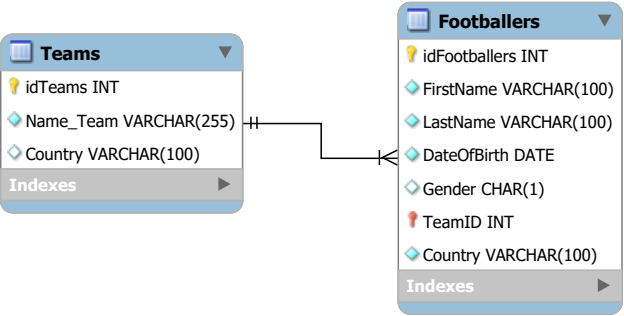 Teams
idTeams INT
Name_Team VARCHAR(255)
Country VARCHAR(100)
Indexes
Footballers
idFootballers INT
FirstName VARCHAR(100)
LastName VARCHAR(100)
DateOfBirth DATE
Gender CHAR(1)
TeamID INT
Country VARCHAR(100)
Indexes